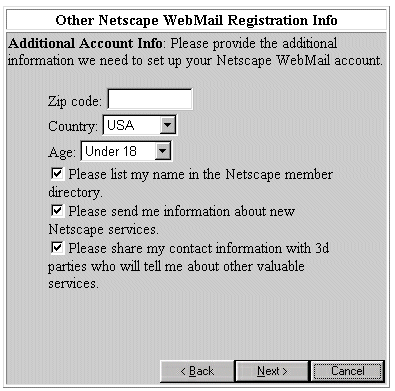 Other Netscape WebMail Registration Info
Additional Account Info: Please provide the additional
information we need to set up your Netscape WebMail account.
Zip code:
Country: USA
Age: Under 18
Please list my name in the Netscape member
directory.
Please send me information about new
Netscape services.
Please share my contact information with 3d
parties who will tell me about other valuable
services.
< Back Next > Cancel